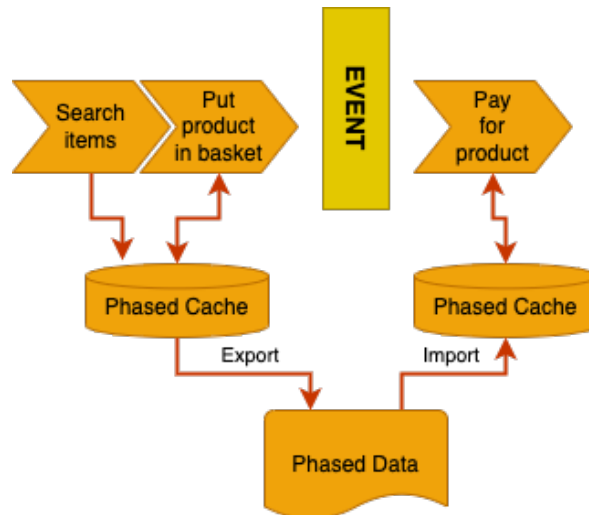 Search
items
Put
product
in basket
EVENT
Pay
for
product
Phased Cache
Phased Cache
Export
Import
Phased Data